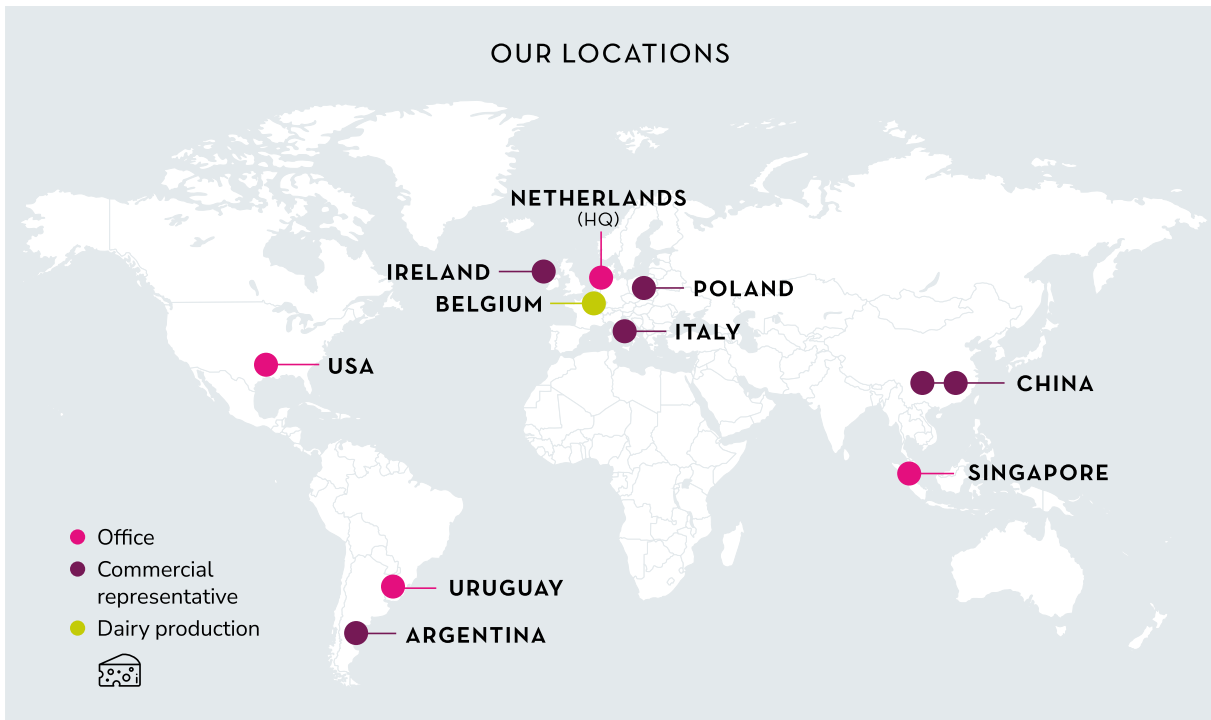 OUR LOCATIONS
NETHERLANDS
(HQ)
IRELAND
POLAND
BELGIUM
ITALY
USA
CHINA
SINGAPORE
URUGUAY
ARGENTINA
Office
Commercial
representative
Dairy production